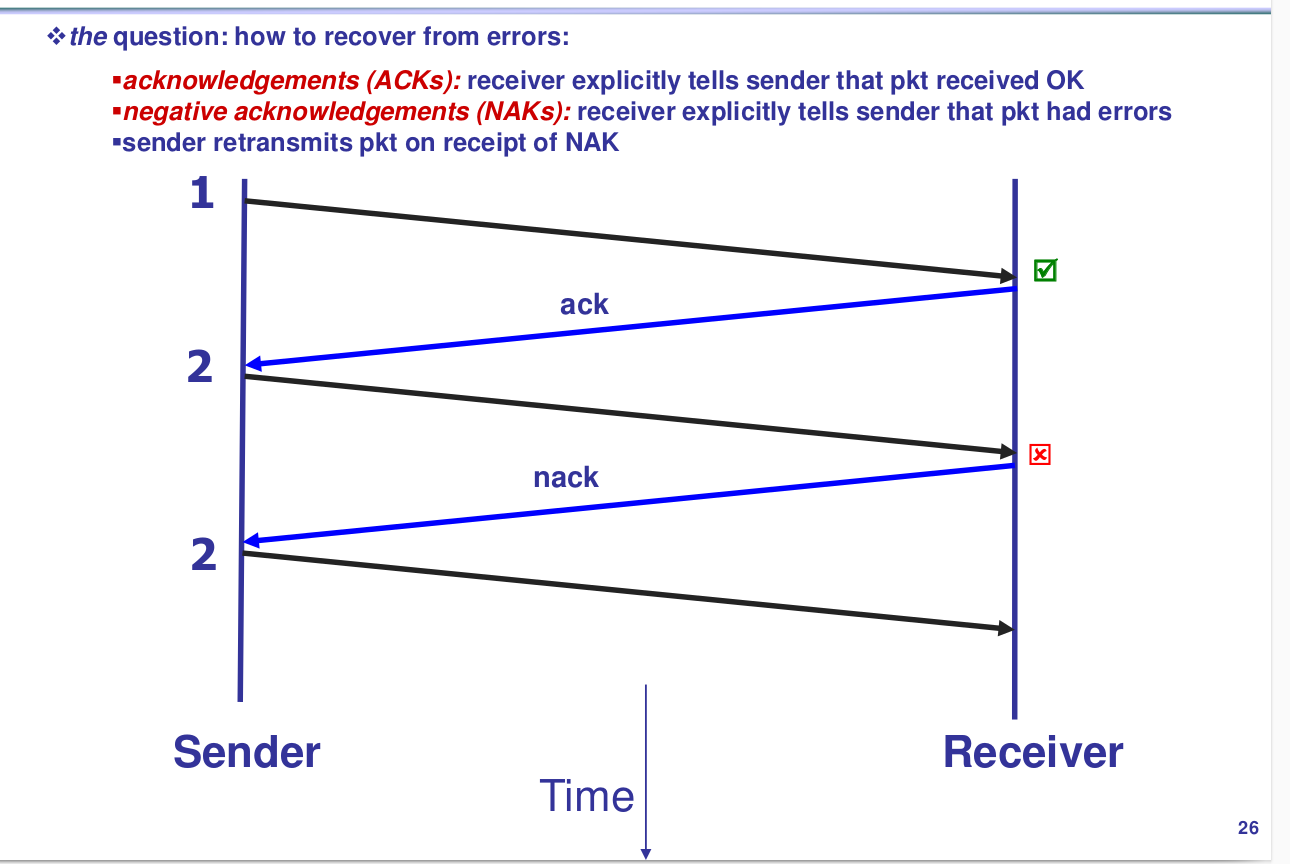 ❖the question: how to recover from errors:
▪acknowledgements (ACKs): receiver explicitly tells sender that pkt received OK
▪negative acknowledgements (NAKs): receiver explicitly tells sender that pkt had errors
▪sender retransmits pkt on receipt of NAK
1
ack
2
nack
2
Sender
Receiver
Time
26